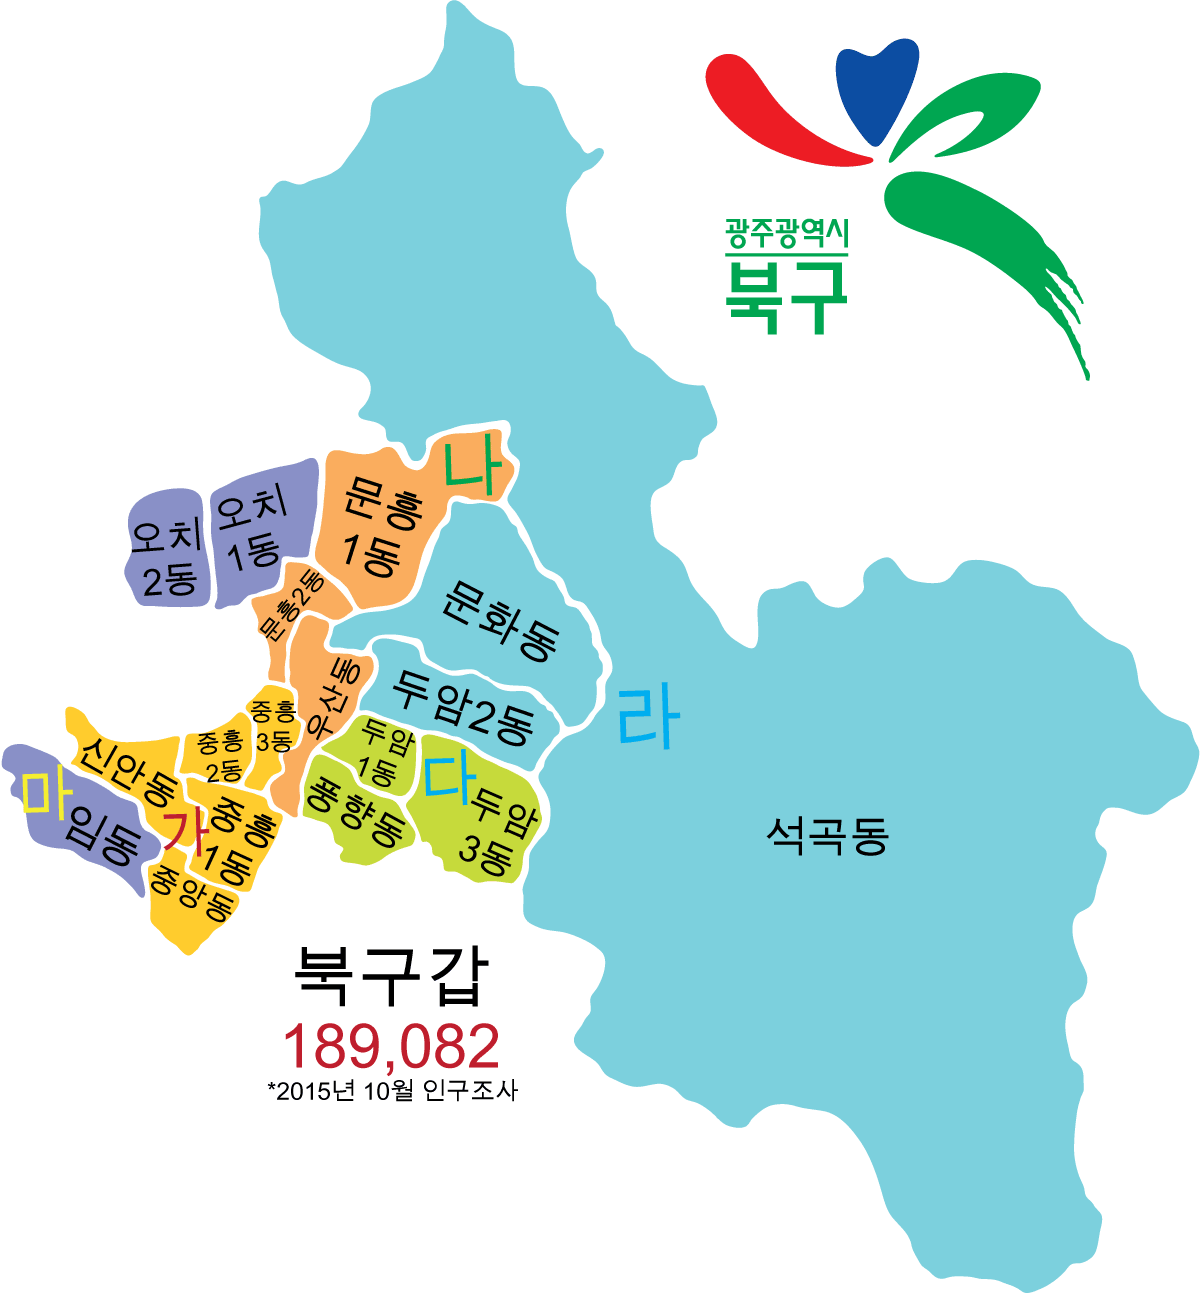 광주광역시
북구
나
문흥
1동
오치
1동
오치
2동
문흥2동
문화동
우산동
두암2동
라
중흥
3동
두암
1동
중흥
2동
신안동
다
두암
3동
마
임동
풍향동
가
중흥
1동
석곡동
중앙동
북구갑
189,082
*2015년 10월 인구조사